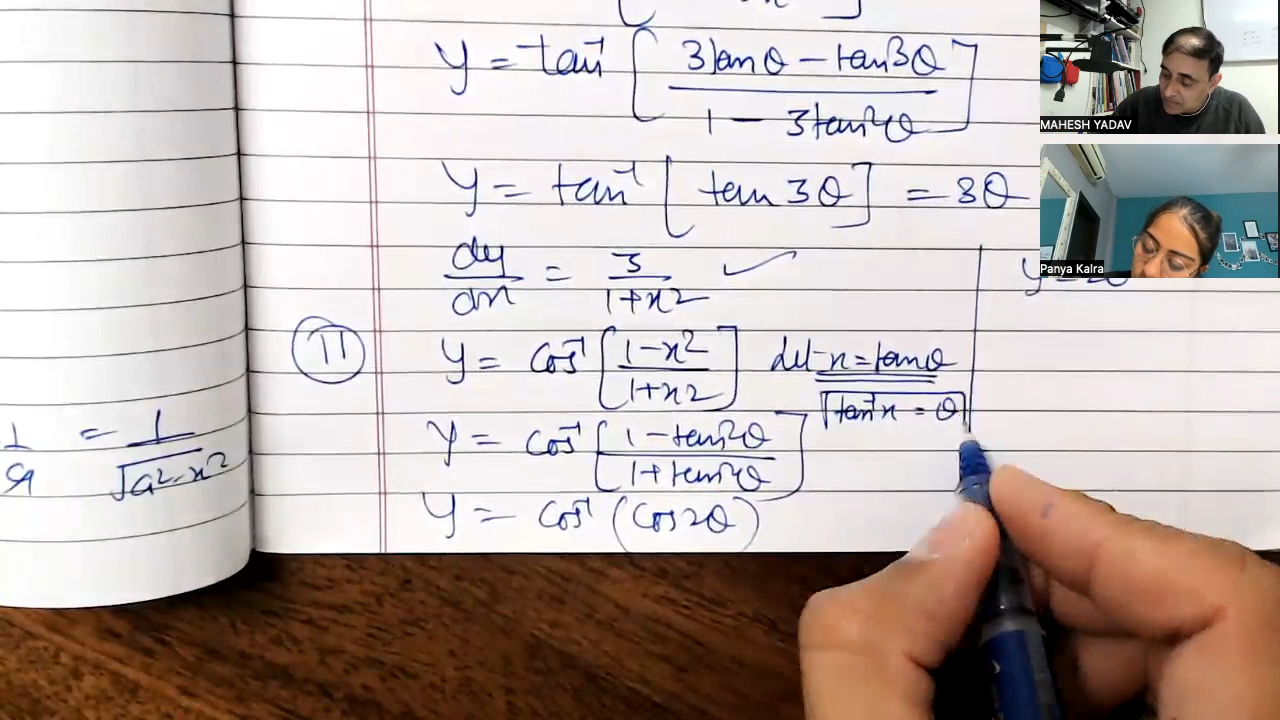 y = tan⁻¹ [ 3tanθ − tan³θ / 1 − 3tan²θ ]
y = tan⁻¹ [ tan 3θ ] = 3θ
dy/dx = 3/1+x² ✓
II y = cos⁻¹ [ 1−x² / 1+x² ] let x = tanθ
tan⁻¹x = θ
y = cos⁻¹ [ 1−tan²θ / 1+tan²θ ]
y = cos⁻¹ (cos2θ)
= 1/√a²-x²
MAHESH YADAV
Panya Kalra